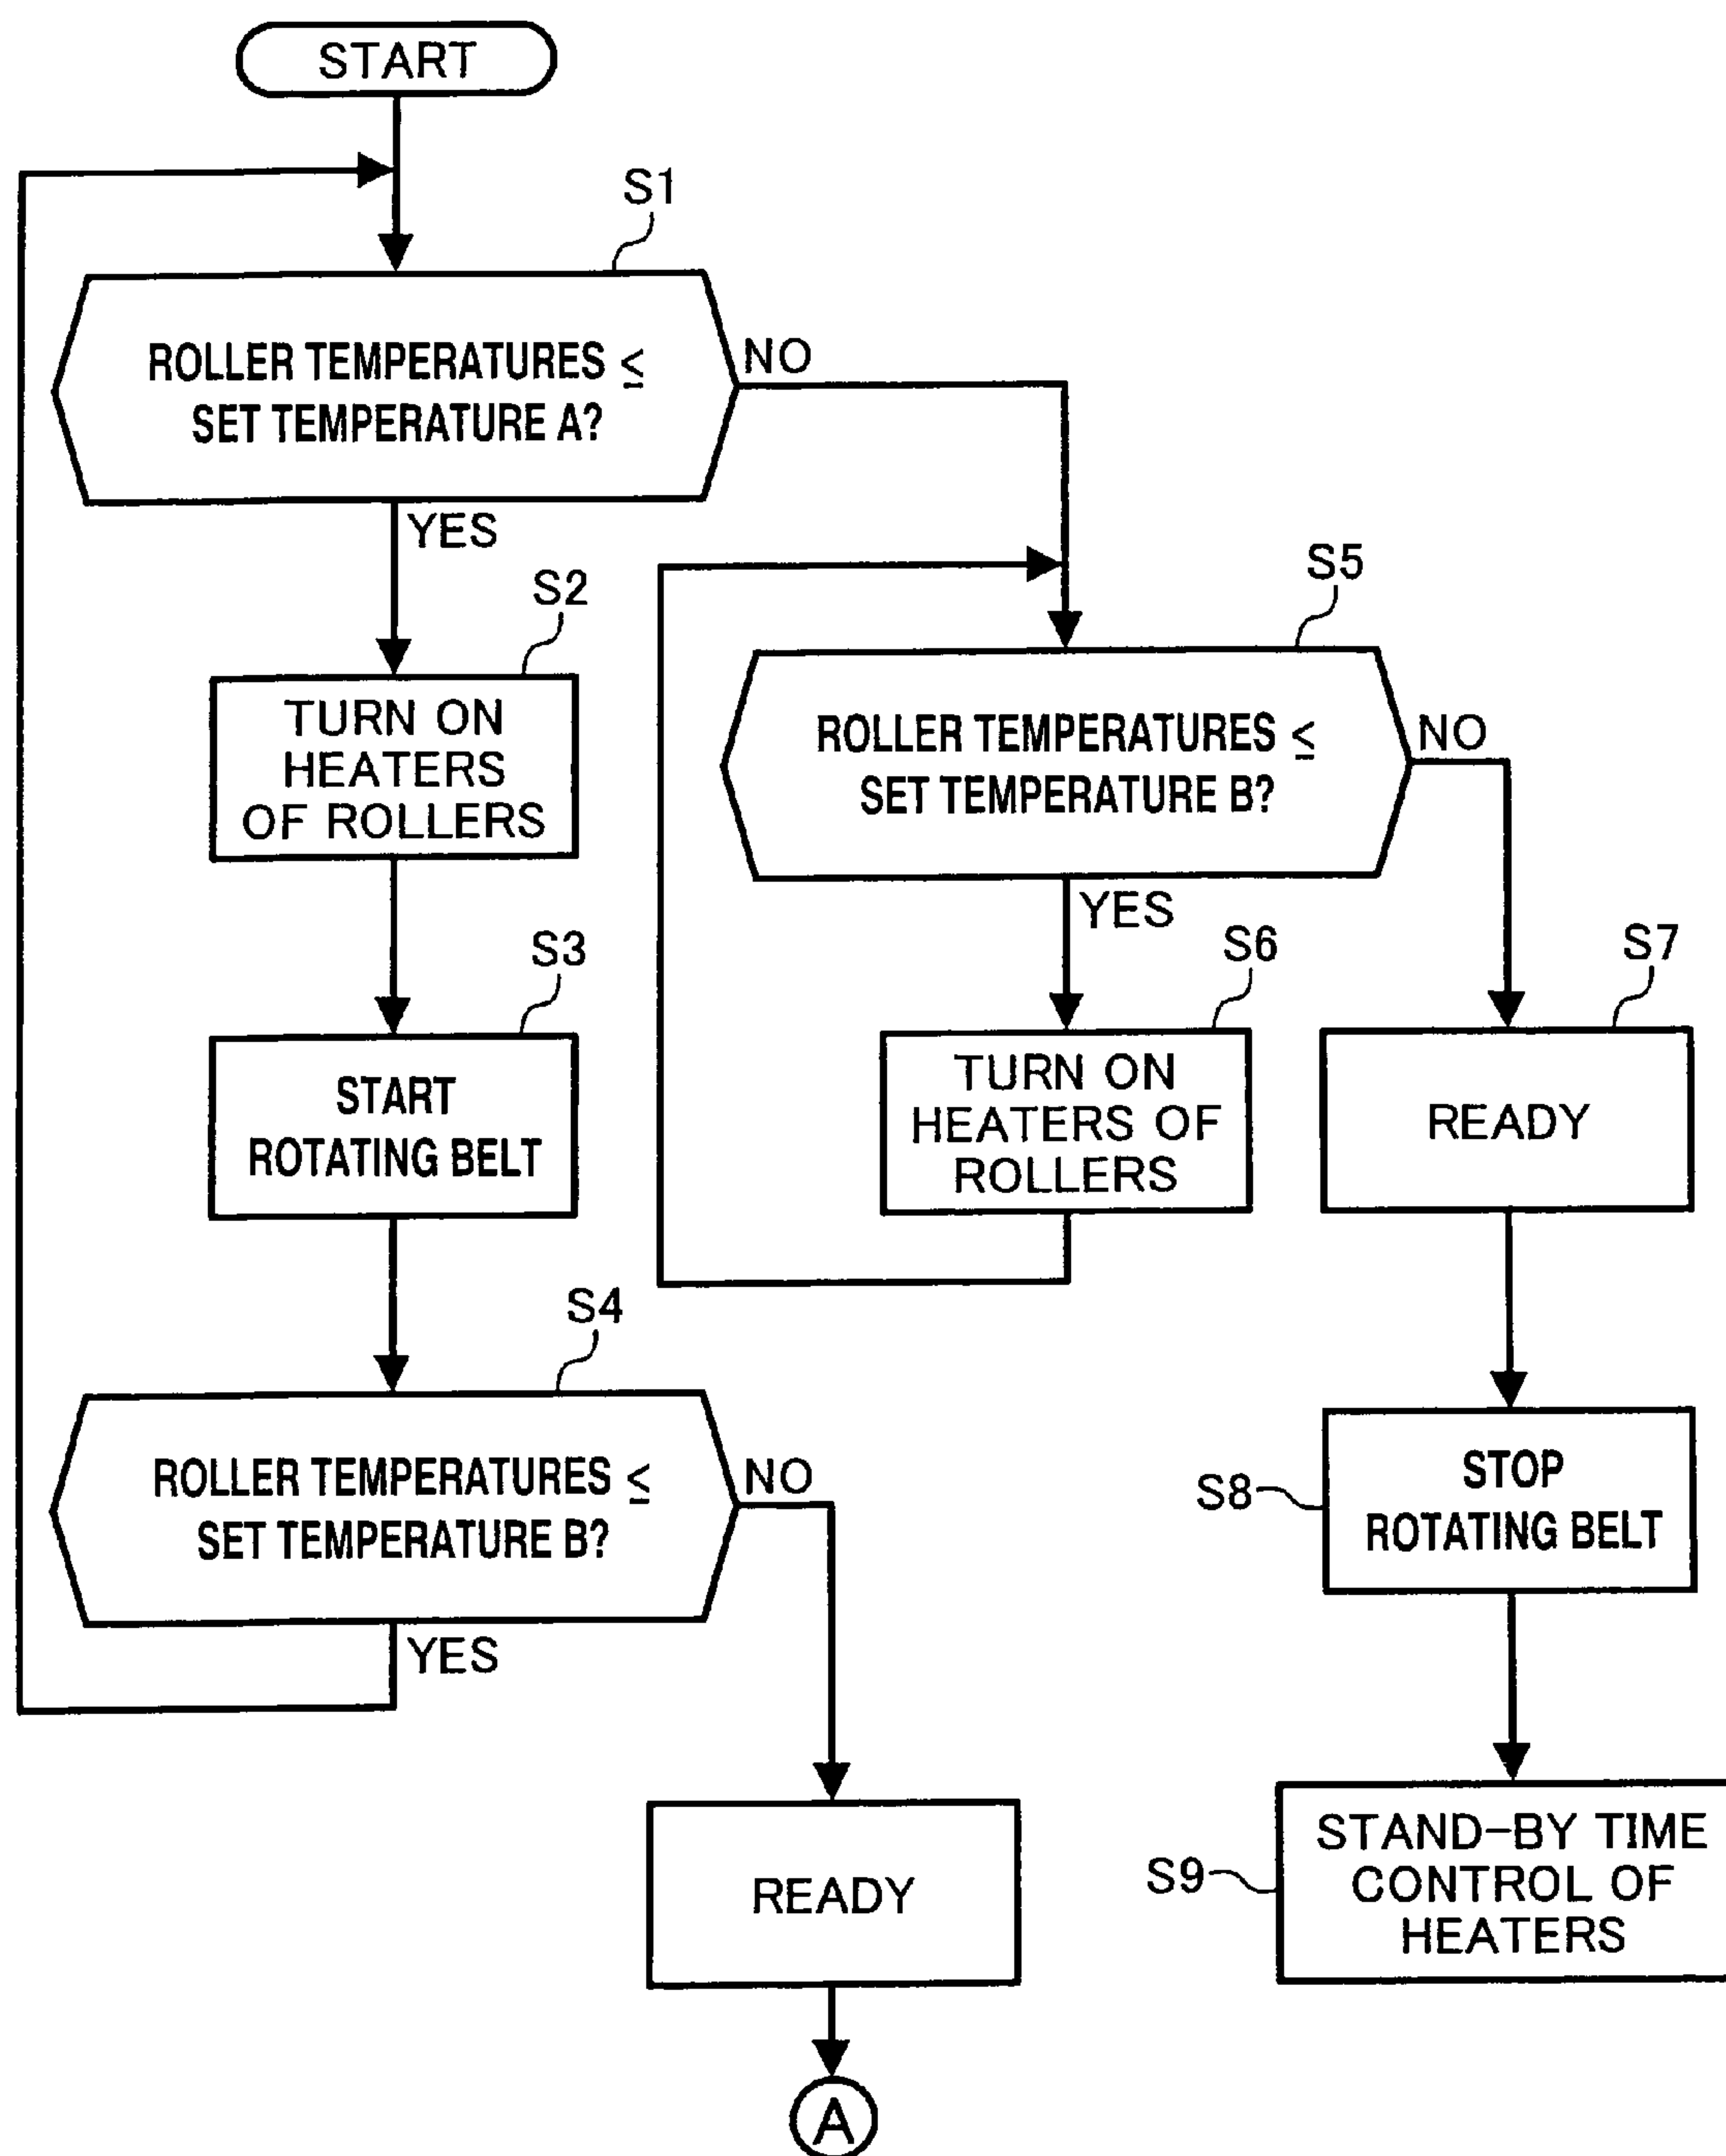 START
S1
ROLLER TEMPERATURES ≤
SET TEMPERATURE A?
NO
YES
S2
TURN ON
HEATERS
OF ROLLERS
S3
START
ROTATING BELT
S4
ROLLER TEMPERATURES ≤
SET TEMPERATURE B?
NO
YES
READY
A
S5
ROLLER TEMPERATURES ≤
SET TEMPERATURE B?
NO
YES
S6
TURN ON
HEATERS OF
ROLLERS
S7
READY
S8
STOP
ROTATING BELT
S9
STAND-BY TIME
CONTROL OF
HEATERS